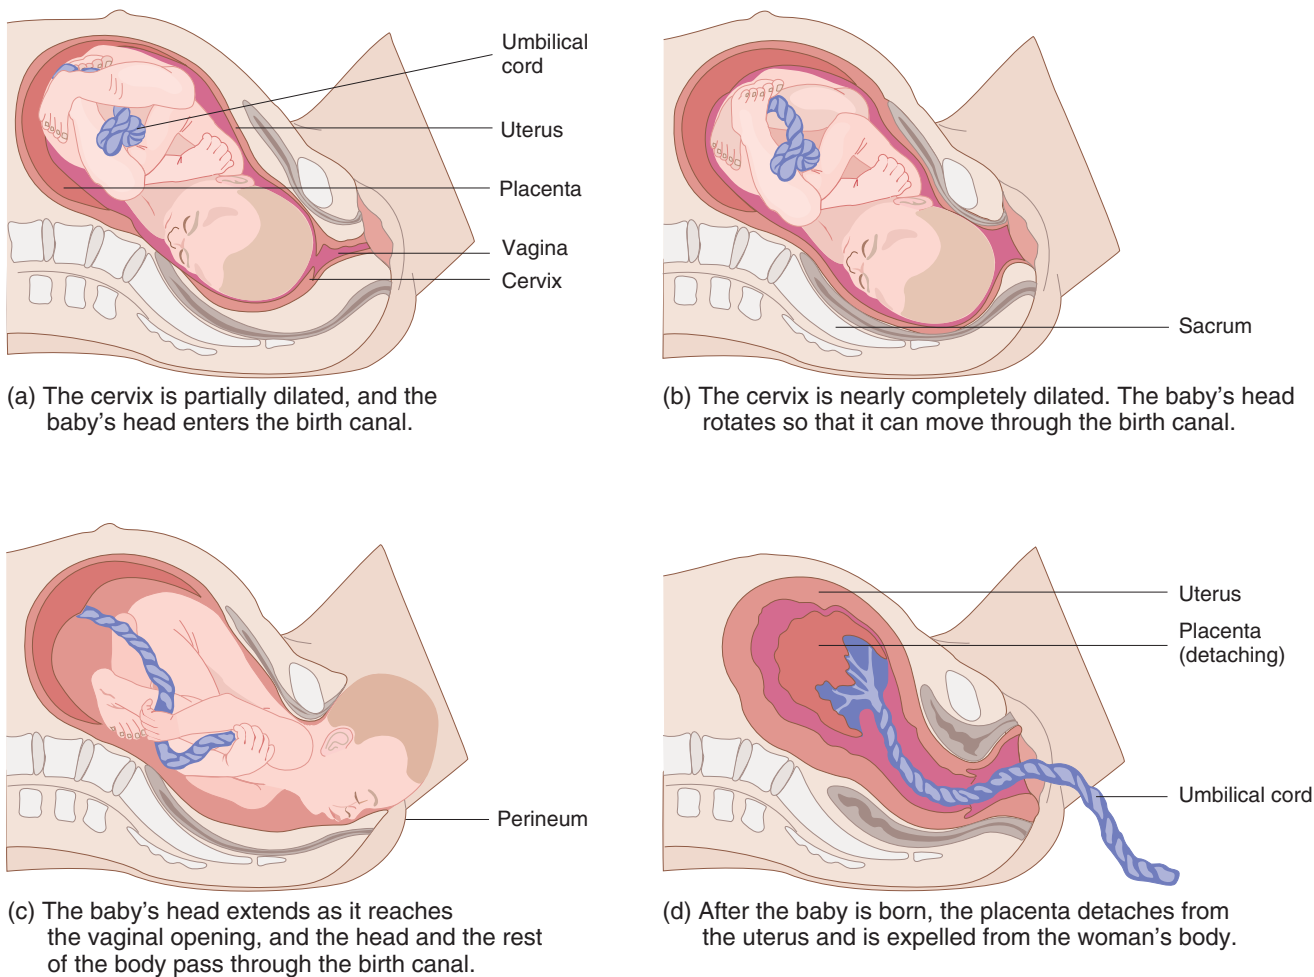 Umbilical
cord
Uterus
Placenta
Vagina
Cervix
(a) The cervix is partially dilated, and the
baby’s head enters the birth canal.
Sacrum
(b) The cervix is nearly completely dilated. The baby’s head
rotates so that it can move through the birth canal.
Perineum
(c) The baby’s head extends as it reaches
the vaginal opening, and the head and the rest
of the body pass through the birth canal.
Uterus
Placenta
(detaching)
Umbilical cord
(d) After the baby is born, the placenta detaches from
the uterus and is expelled from the woman’s body.